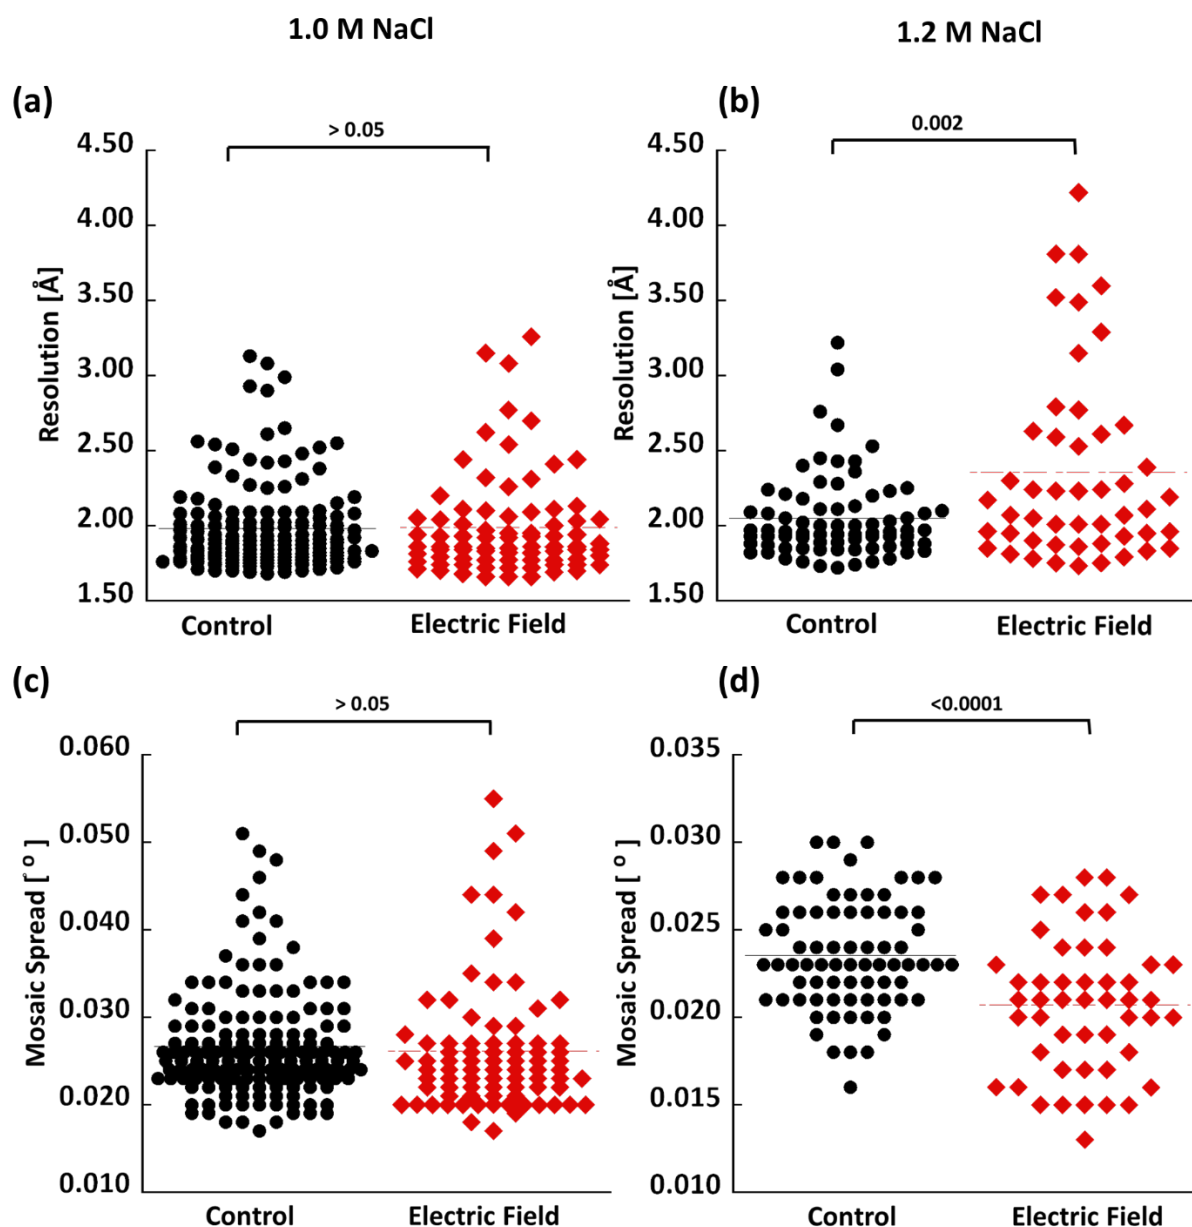 1.0 M NaCl
1.2 M NaCl
(a)
(b)
> 0.05
0.002
4.50
4.00
3.50
3.00
2.50
2.00
1.50
Resolution [Å]
Control
Electric Field
4.50
4.00
3.50
3.00
2.50
2.00
1.50
Resolution [Å]
Control
Electric Field
(c)
(d)
> 0.05
<0.0001
0.060
0.050
0.040
0.030
0.020
0.010
Mosaic Spread [ º ]
Control
Electric Field
0.035
0.030
0.025
0.020
0.015
0.010
Mosaic Spread [ º ]
Control
Electric Field